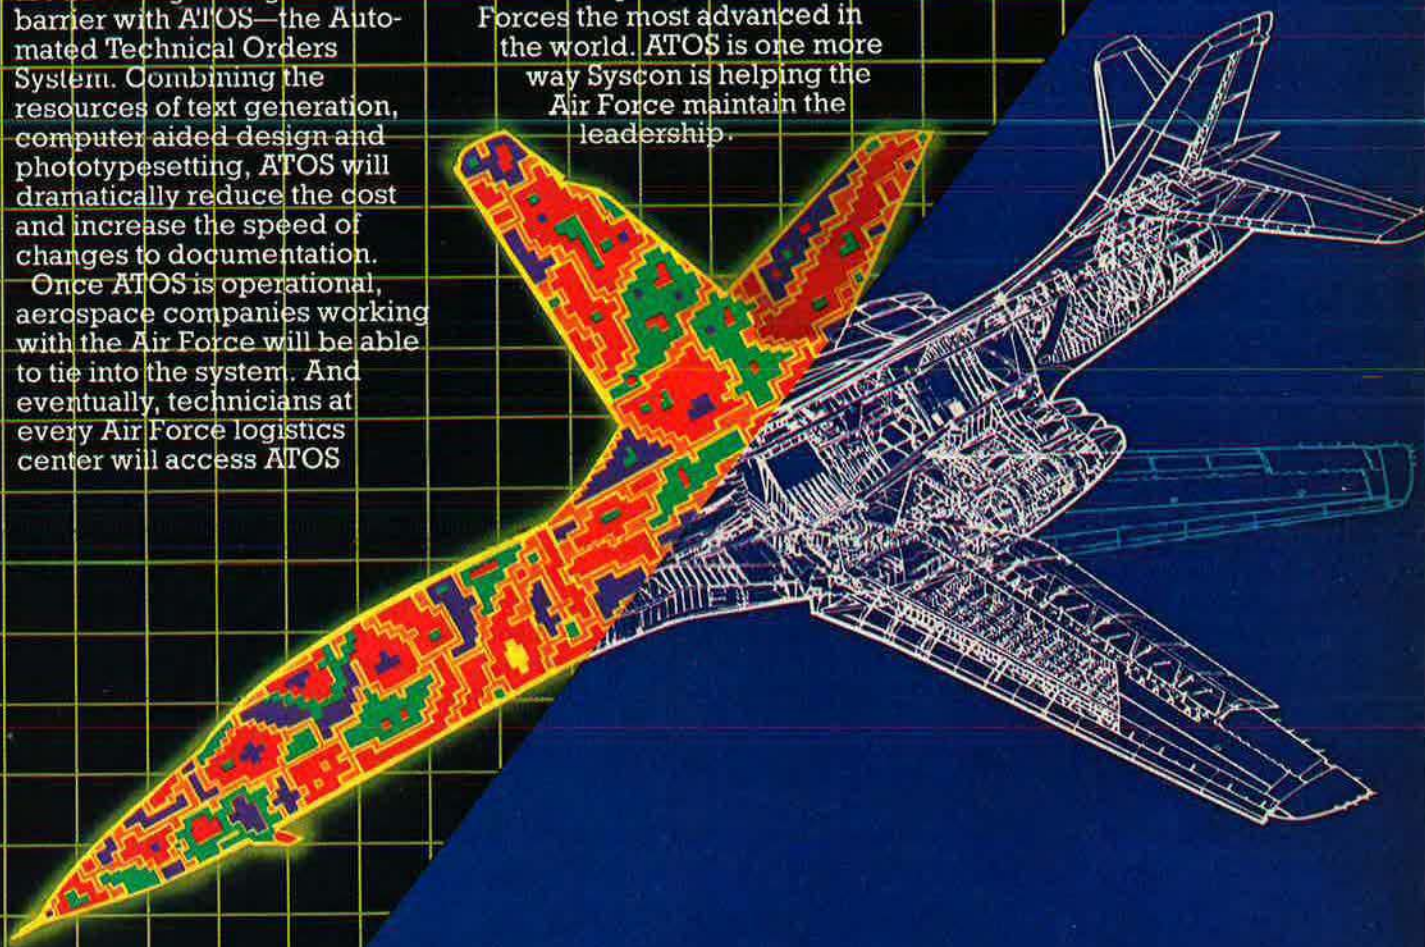 barrier with ATOS—the Auto-
mated Technical Orders
System. Combining the
resources of text generation,
computer aided design and
phototypesetting, ATOS will
dramatically reduce the cost
and increase the speed of
changes to documentation.
Once ATOS is operational,
aerospace companies working
with the Air Force will be able
to tie into the system. And
eventually, technicians at
every Air Force logistics
center will access ATOS
Forces the most advanced in
the world. ATOS is one more
way Syscon is helping the
Air Force maintain the
leadership.